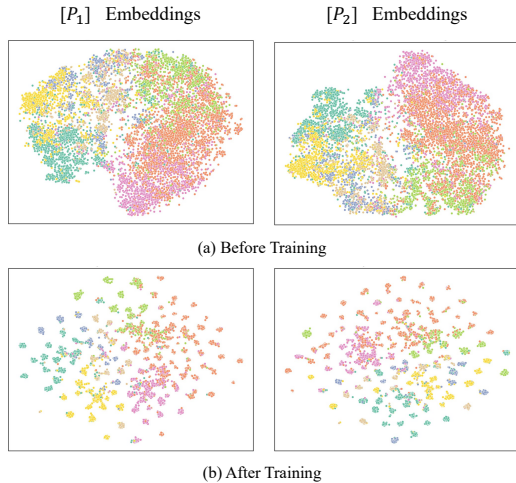 [P₁] Embeddings
[P₂] Embeddings
(a) Before Training
(b) After Training